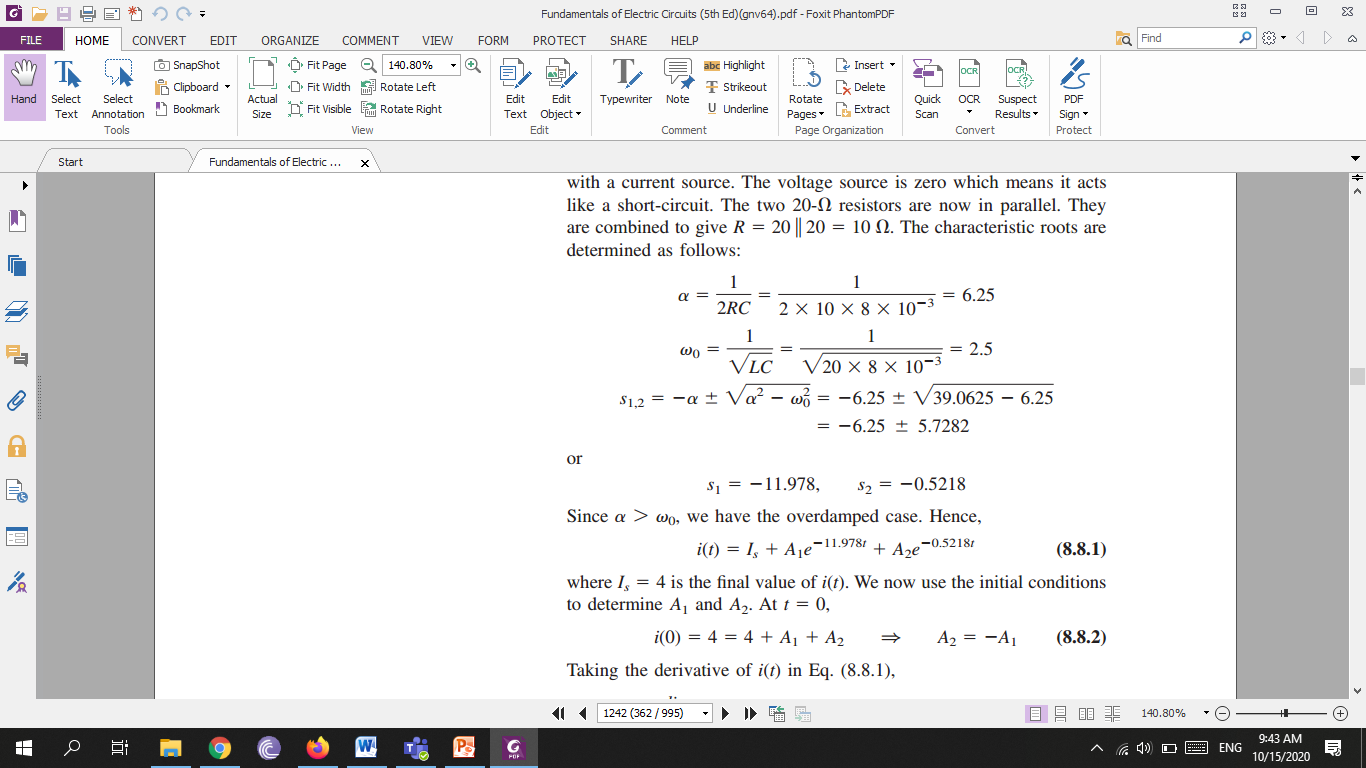 Fundamentals of Electric Circuits (5th Ed)(gnv64).pdf - Foxit PhantomPDF
FILE HOME CONVERT EDIT ORGANIZE COMMENT VIEW FORM PROTECT SHARE HELP Find
Hand
Select Text
Select Annotation
SnapShot
Clipboard
Bookmark
Tools
Actual Size
Fit Page
Fit Width
Fit Visible
140.80%
Rotate Left
Rotate Right
View
Edit Text
Edit Object
Edit
Typewriter
Note
abc Highlight
T Strikeout
U Underline
Comment
Rotate Pages
Insert
Delete
Extract
Page Organization
Quick Scan
OCR
OCR
OCR
Suspect Results
Convert
PDF Sign
Protect
Start
Fundamentals of Electric ... x
with a current source. The voltage source is zero which means it acts
like a short-circuit. The two 20-Ω resistors are now in parallel. They
are combined to give R = 20 || 20 = 10 Ω. The characteristic roots are
determined as follows:
α = 1/2RC = 1/(2 × 10 × 8 × 10⁻³) = 6.25
ω₀ = 1/√LC = 1/√(20 × 8 × 10⁻³) = 2.5
s₁,₂ = −α ± √(α² − ω₀²) = −6.25 ± √(39.0625 − 6.25)
= −6.25 ± 5.7282
or
s₁ = −11.978, s₂ = −0.5218
Since α > ω₀, we have the overdamped case. Hence,
i(t) = Iₛ + A₁e^−11.978t + A₂e^−0.5218t (8.8.1)
where Iₛ = 4 is the final value of i(t). We now use the initial conditions
to determine A₁ and A₂. At t = 0,
i(0) = 4 = 4 + A₁ + A₂ ⇒ A₂ = −A₁ (8.8.2)
Taking the derivative of i(t) in Eq. (8.8.1),
1242 (362 / 995)
140.80%
ENG
9:43 AM
10/15/2020